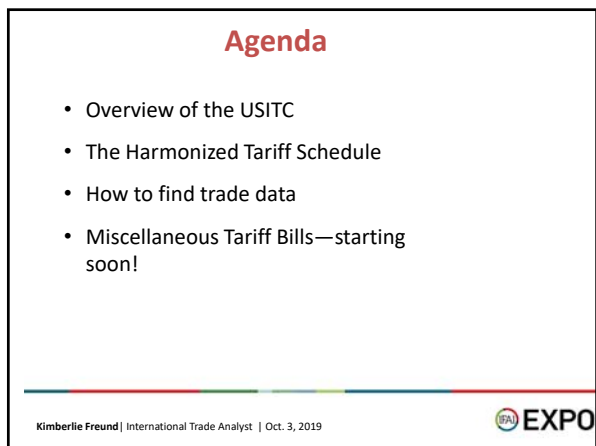 Agenda
• Overview of the USITC
• The Harmonized Tariff Schedule
• How to find trade data
• Miscellaneous Tariff Bills—starting
soon!
Kimberlie Freund| International Trade Analyst | Oct. 3, 2019
IFAI EXPO